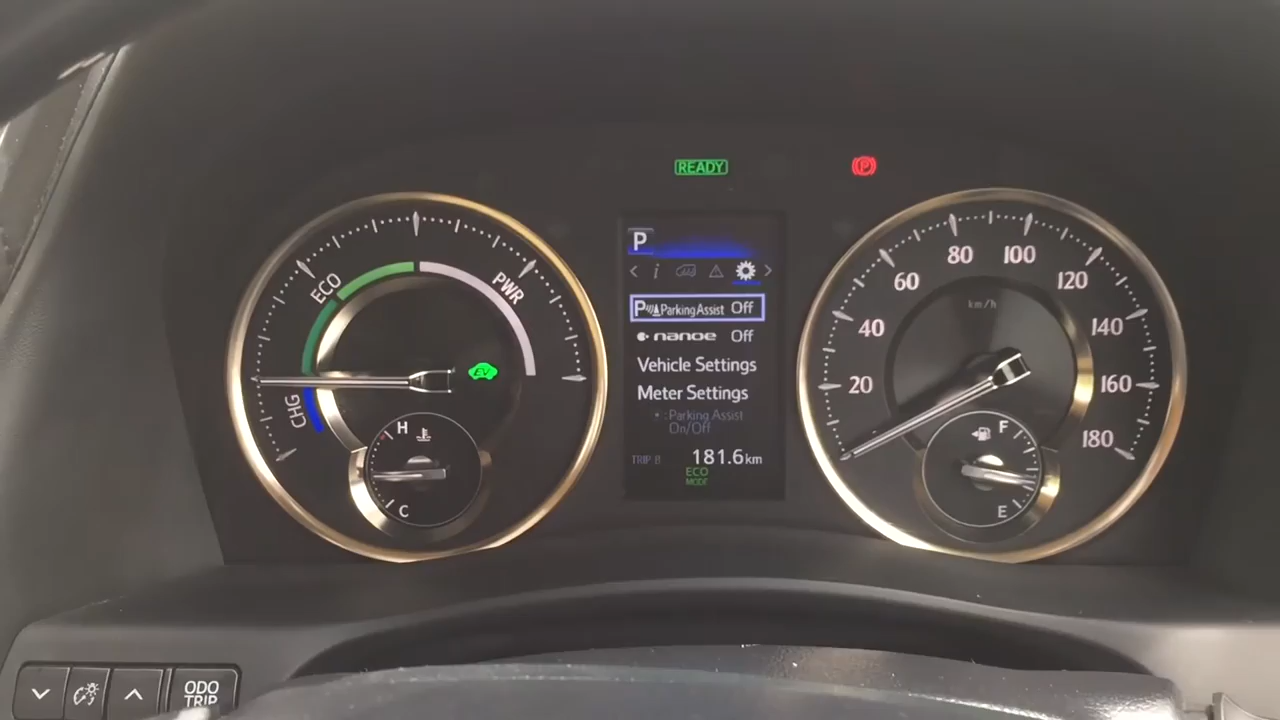 READY
P
ECO
PWR
CHG
EV
H
C
P
i
P Parking Assist Off
nanoe Off
Vehicle Settings
Meter Settings
: Parking Assist
On/Off
TRIP B 181.6km
ECO
MODE
20
40
60
80
100
120
140
160
180
km/h
F
E
ODO
TRIP